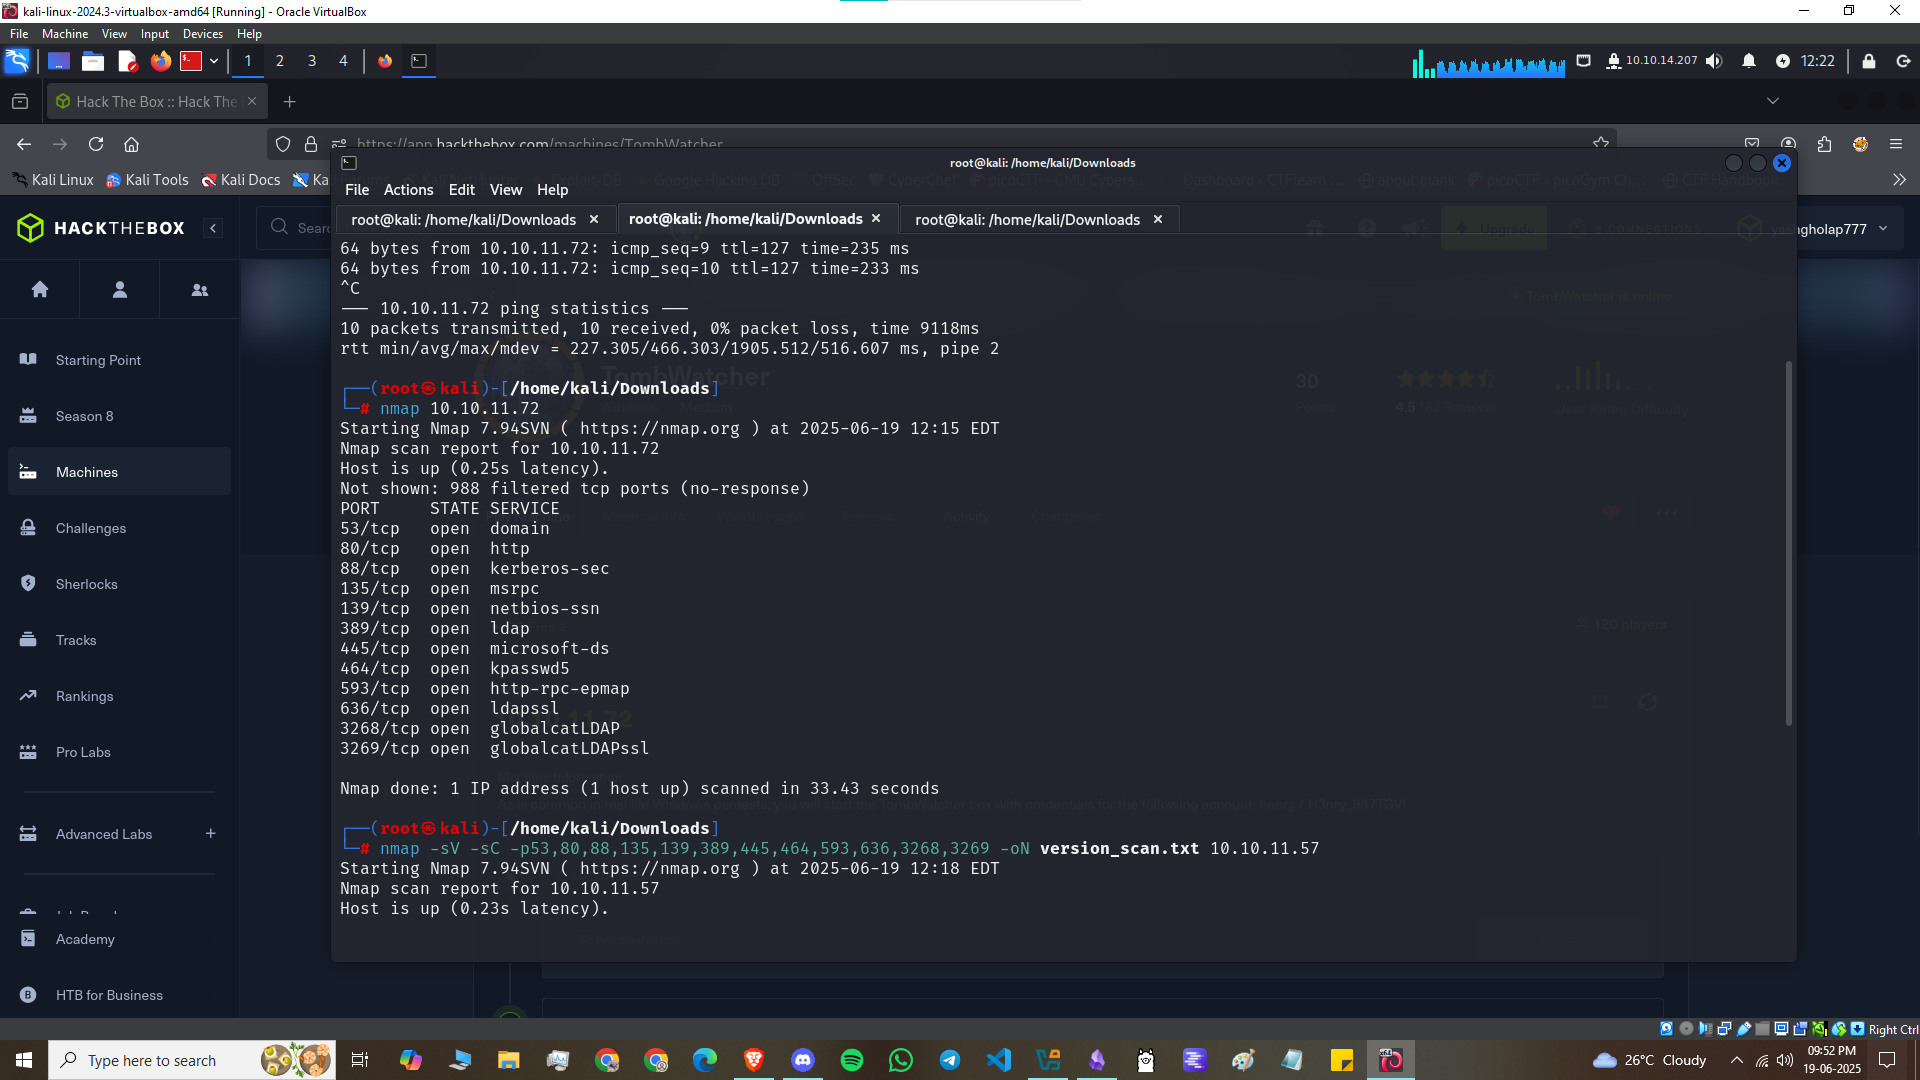 kali-linux-2024.3-virtualbox-amd64 [Running] - Oracle VirtualBox
File Machine View Input Devices Help
1 2 3 4 10.10.14.207 12:22
Hack The Box :: Hack The
https://app.hackthebox.com/machines/TombWatcher
Kali Linux Kali Tools Kali Docs Ka
root@kali: /home/kali/Downloads
File Actions Edit View Help
root@kali: /home/kali/Downloads root@kali: /home/kali/Downloads root@kali: /home/kali/Downloads
HACKTHEBOX
Sear
Upgrade
gholap777
64 bytes from 10.10.11.72: icmp_seq=9 ttl=127 time=235 ms
64 bytes from 10.10.11.72: icmp_seq=10 ttl=127 time=233 ms
^C
--- 10.10.11.72 ping statistics ---
10 packets transmitted, 10 received, 0% packet loss, time 9118ms
rtt min/avg/max/mdev = 227.305/466.303/1905.512/516.607 ms, pipe 2
┌──(root㉿kali)-[/home/kali/Downloads]
└─# nmap 10.10.11.72
Starting Nmap 7.94SVN ( https://nmap.org ) at 2025-06-19 12:15 EDT
Nmap scan report for 10.10.11.72
Host is up (0.25s latency).
Not shown: 988 filtered tcp ports (no-response)
PORT STATE SERVICE
53/tcp open domain
80/tcp open http
88/tcp open kerberos-sec
135/tcp open msrpc
139/tcp open netbios-ssn
389/tcp open ldap
445/tcp open microsoft-ds
464/tcp open kpasswd5
593/tcp open http-rpc-epmap
636/tcp open ldapssl
3268/tcp open globalcatLDAP
3269/tcp open globalcatLDAPssl
Nmap done: 1 IP address (1 host up) scanned in 33.43 seconds
┌──(root㉿kali)-[/home/kali/Downloads]
└─# nmap -sV -sC -p53,80,88,135,139,389,445,464,593,636,3268,3269 -oN version_scan.txt 10.10.11.57
Starting Nmap 7.94SVN ( https://nmap.org ) at 2025-06-19 12:18 EDT
Nmap scan report for 10.10.11.57
Host is up (0.23s latency).
TombWatcher is online
TombWatcher
30
4.5
Activity
120 players
Starting Point
Season 8
Machines
Challenges
Sherlocks
Tracks
Rankings
Pro Labs
Advanced Labs +
Academy
HTB for Business
Right Ctrl
Type here to search
26°C Cloudy
09:52 PM
19-06-2025